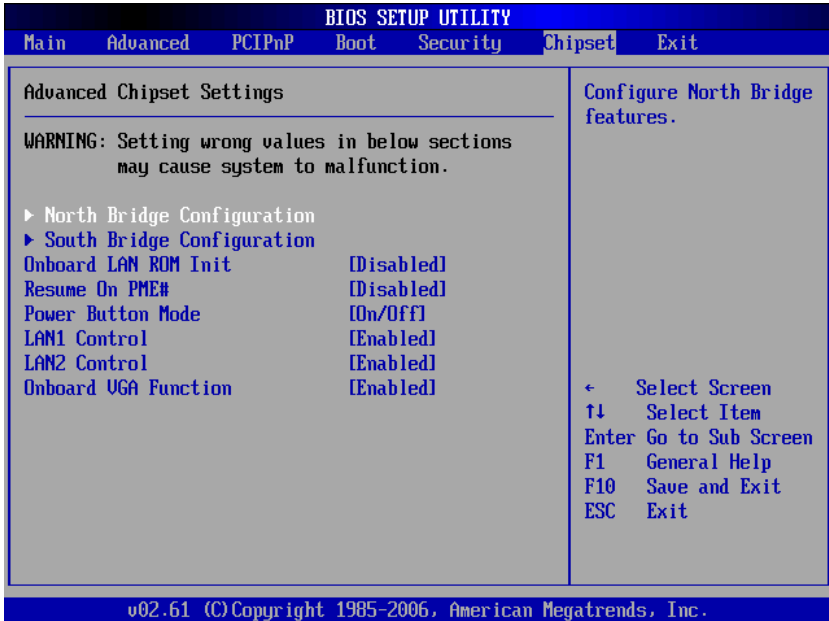 BIOS SETUP UTILITY
Main Advanced PCIPnP Boot Security Chipset Exit
Advanced Chipset Settings
WARNING: Setting wrong values in below sections
may cause system to malfunction.
▶ North Bridge Configuration
▶ South Bridge Configuration
Onboard LAN ROM Init [Disabled]
Resume On PME# [Disabled]
Power Button Mode [On/Off]
LAN1 Control [Enabled]
LAN2 Control [Enabled]
Onboard VGA Function [Enabled]
Configure North Bridge
features.
← Select Screen
↑↓ Select Item
Enter Go to Sub Screen
F1 General Help
F10 Save and Exit
ESC Exit
v02.61 (C)Copyright 1985-2006, American Megatrends, Inc.